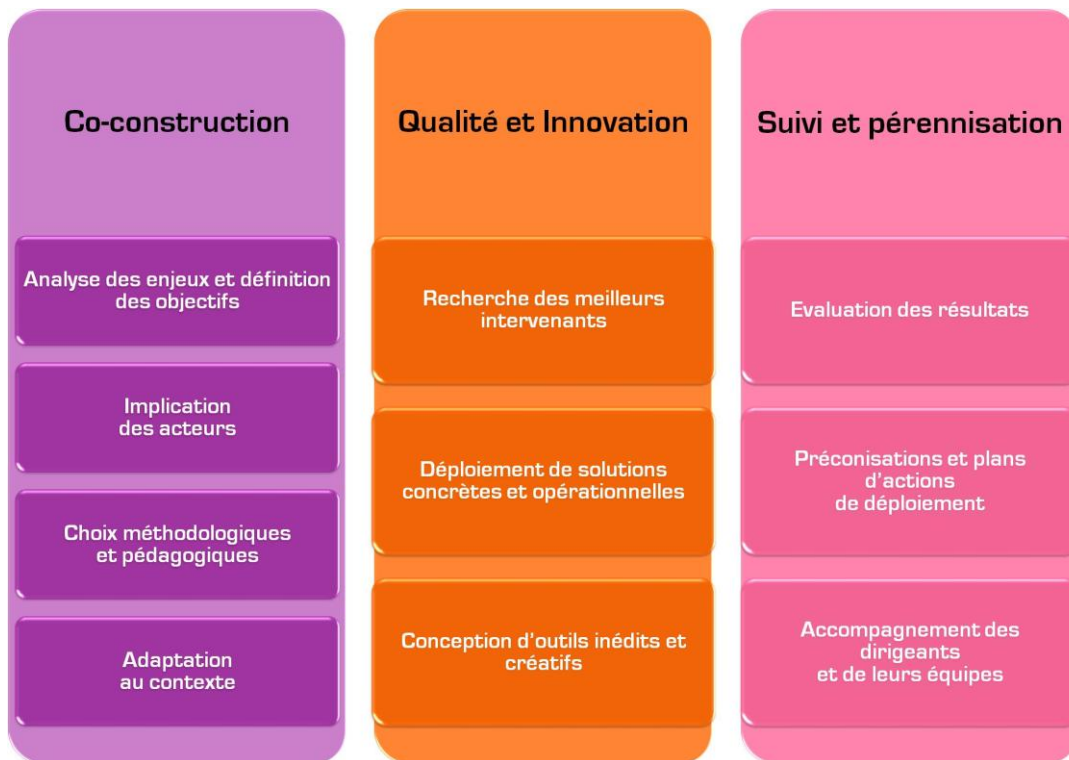 Co-construction
Analyse des enjeux et définition
des objectifs
Implication
des acteurs
Choix méthodologiques
et pédagogiques
Adaptation
au contexte
Qualité et Innovation
Recherche des meilleurs
intervenants
Déploiement de solutions
concrètes et opérationnelles
Conception d'outils inédits et
créatifs
Suivi et pérennisation
Evaluation des résultats
Préconisations et plans
d'actions
de déploiement
Accompagnement des
dirigeants
et de leurs équipes